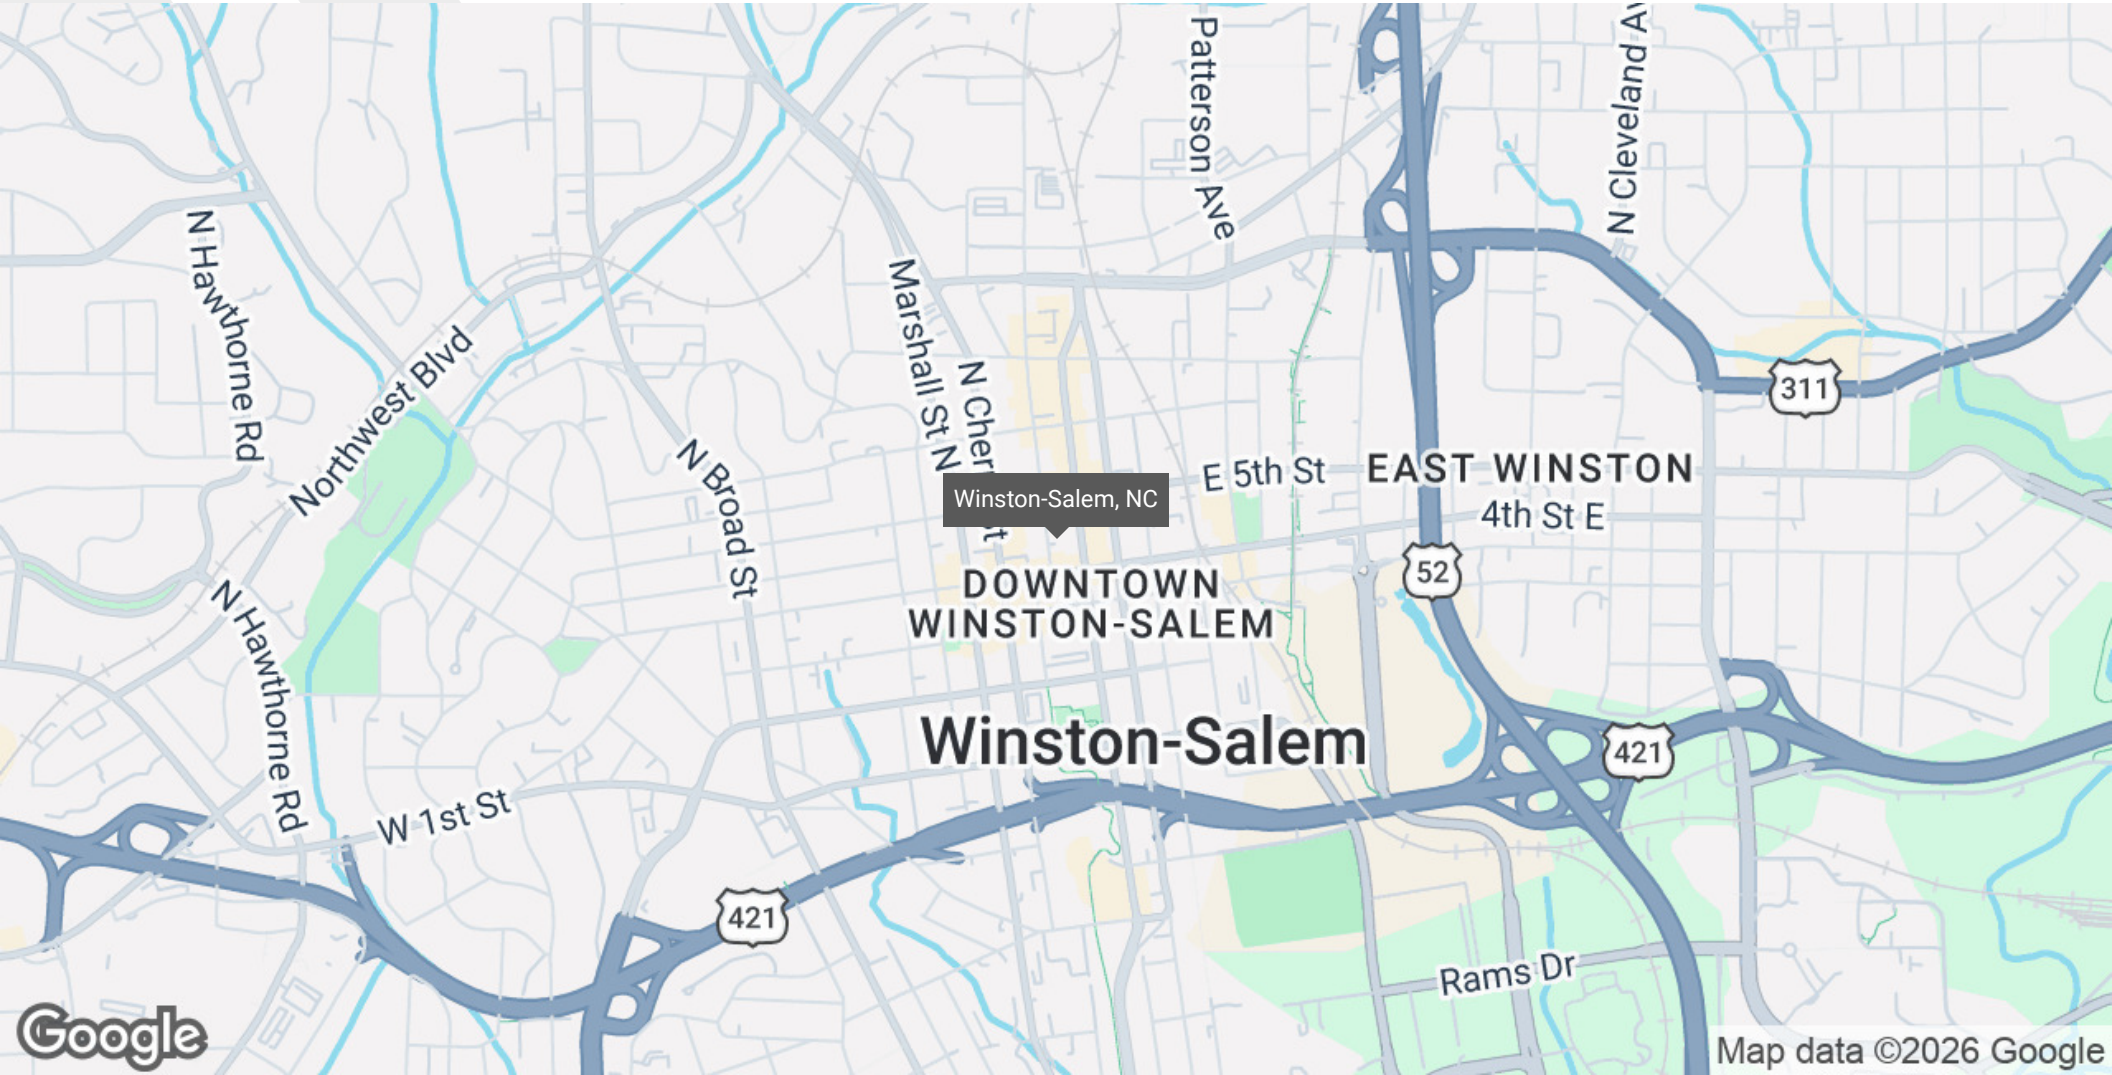 Patterson Ave
N Cleveland Av
N Hawthorne Rd
Marshall St N
Northwest Blvd
N Cher
st
311
N Broad St
E 5th St
EAST WINSTON
Winston-Salem, NC
4th St E
52
DOWNTOWN
WINSTON-SALEM
N Hawthorne Rd
Winston-Salem
421
W 1st St
421
Rams Dr
Google
Map data ©2026 Google